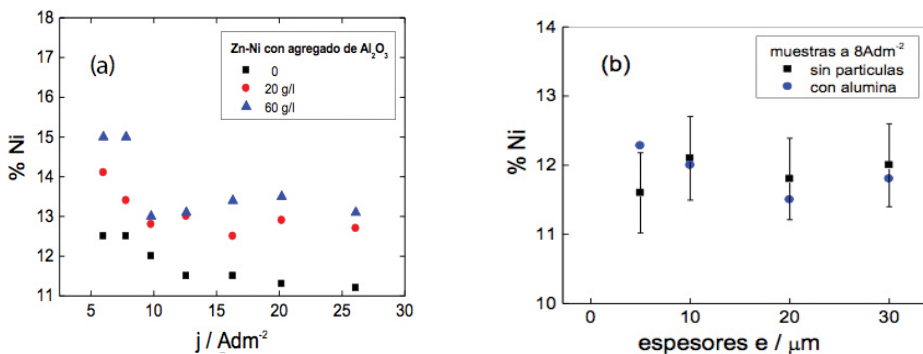 (a)
Zn-Ni con agregado de Al₂O₃
0
20 g/l
60 g/l
% Ni
18
17
16
15
14
13
12
11
0 5 10 15 20 25 30
j / Adm⁻²
(b)
muestras a 8Adm⁻²
sin particulas
con alumina
% Ni
14
13
12
11
10
0 10 20 30
espesores e / μm